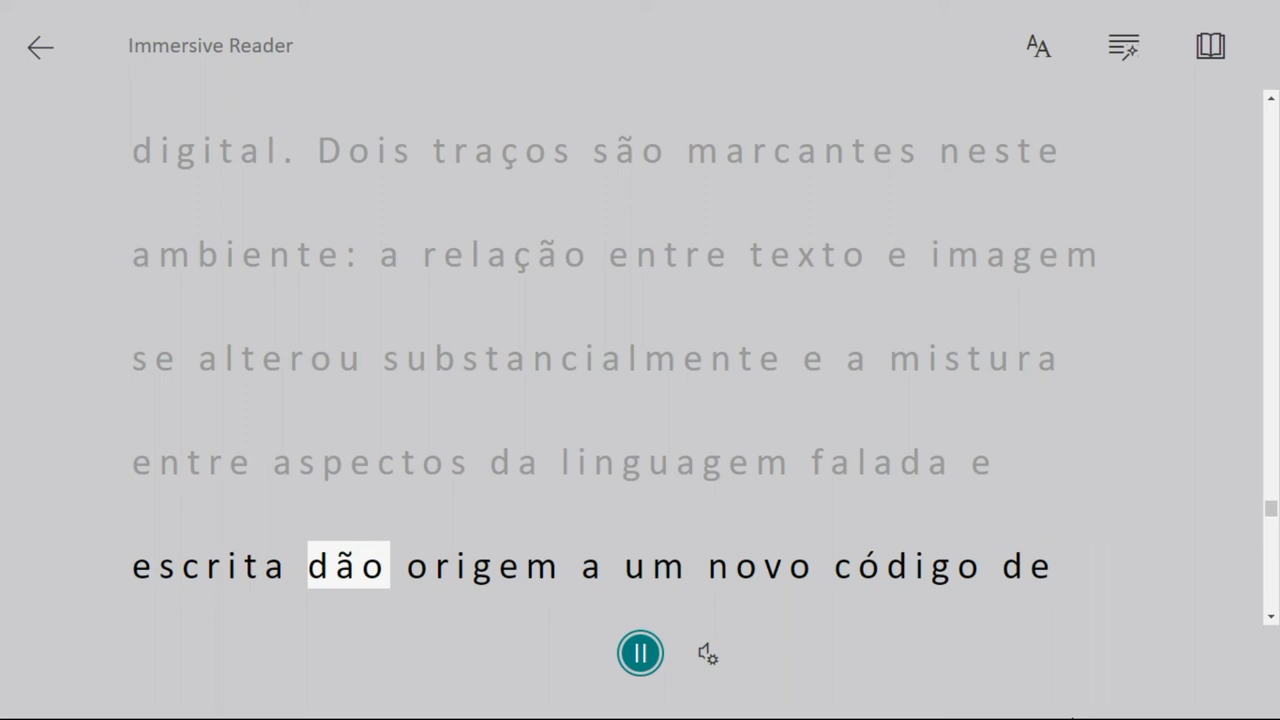 Immersive Reader
digital. Dois traços são marcantes neste
ambiente: a relação entre texto e imagem
se alterou substancialmente e a mistura
entre aspectos da linguagem falada e
escrita dão origem a um novo código de